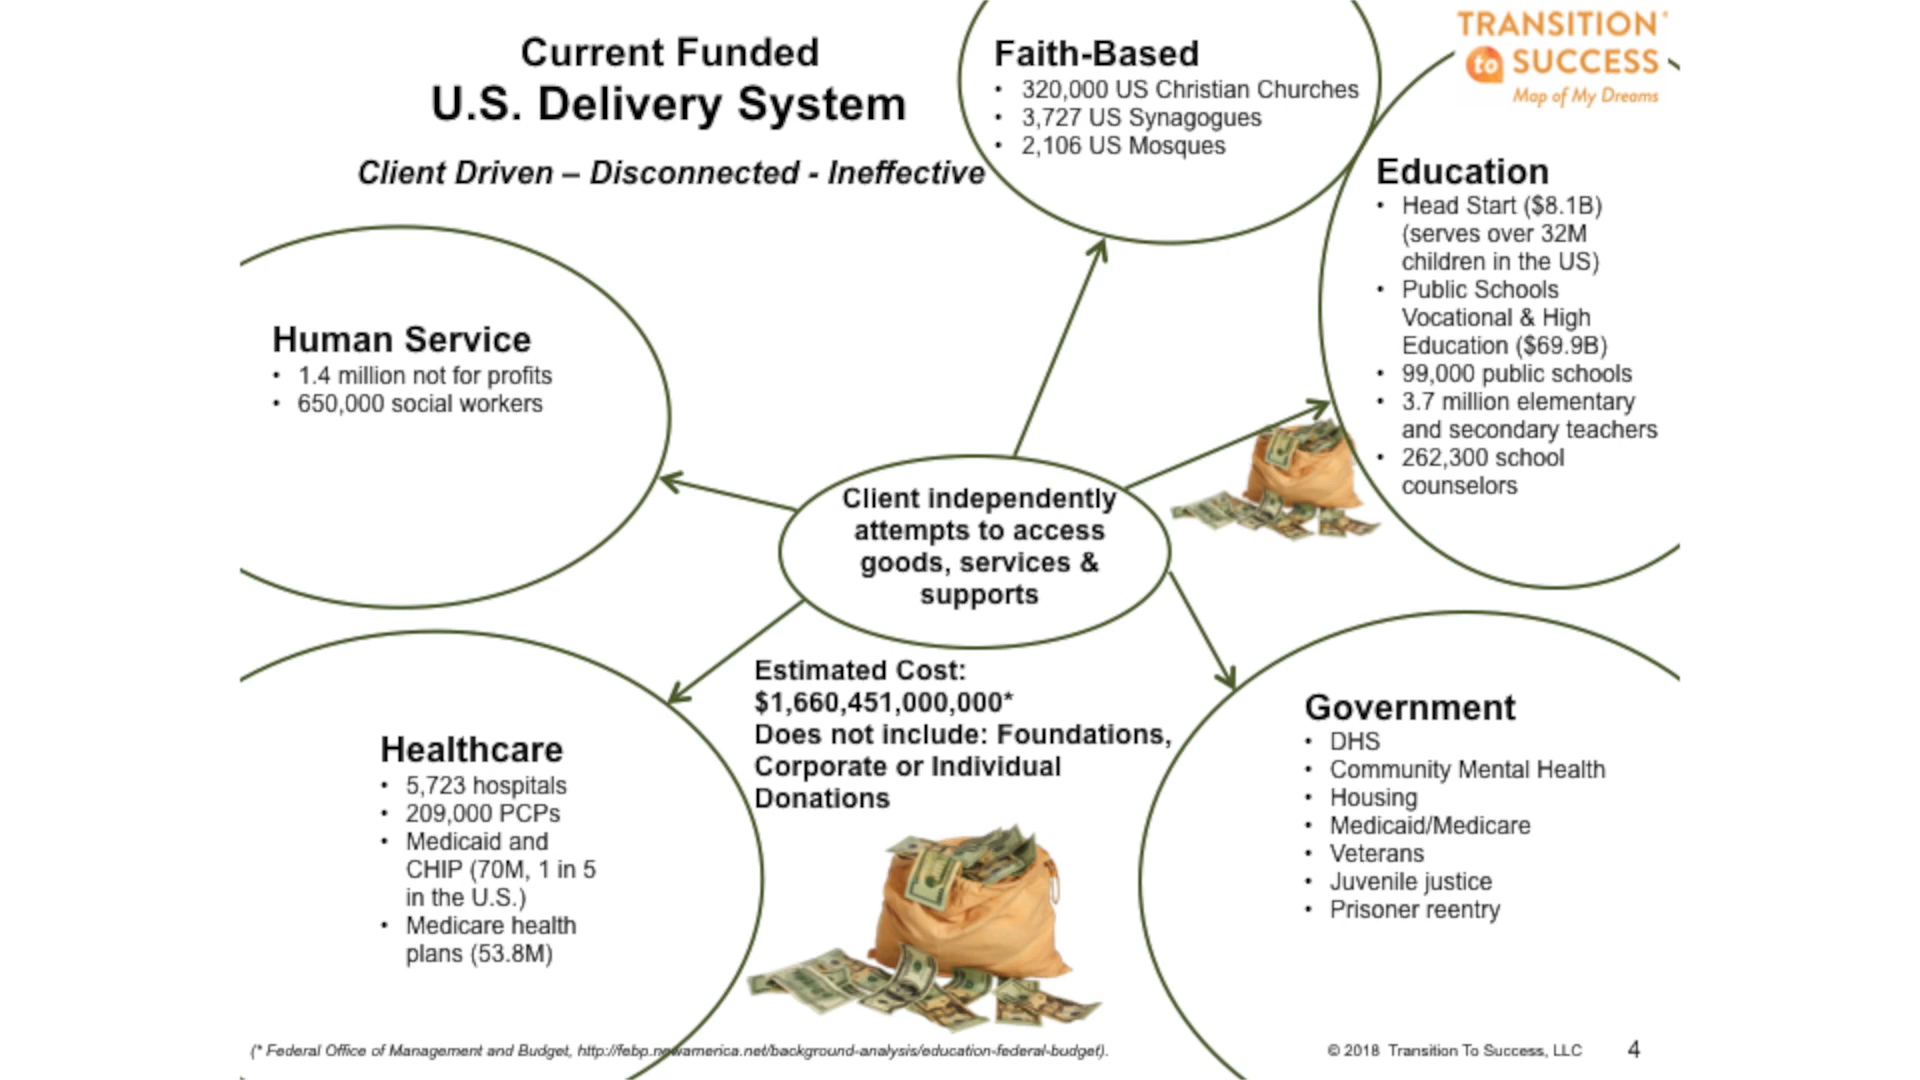 Current Funded
U.S. Delivery System
Client Driven – Disconnected - Ineffective
Faith-Based
• 320,000 US Christian Churches
• 3,727 US Synagogues
• 2,106 US Mosques
TRANSITION
to SUCCESS
Map of My Dreams
Education
• Head Start ($8.1B)
(serves over 32M
children in the US)
• Public Schools
Vocational & High
Education ($69.9B)
• 99,000 public schools
• 3.7 million elementary
and secondary teachers
• 262,300 school
counselors
Human Service
• 1.4 million not for profits
• 650,000 social workers
Client independently
attempts to access
goods, services &
supports
Estimated Cost:
$1,660,451,000,000*
Does not include: Foundations,
Corporate or Individual
Donations
Healthcare
• 5,723 hospitals
• 209,000 PCPs
• Medicaid and
CHIP (70M, 1 in 5
in the U.S.)
• Medicare health
plans (53.8M)
Government
• DHS
• Community Mental Health
• Housing
• Medicaid/Medicare
• Veterans
• Juvenile justice
• Prisoner reentry
(* Federal Office of Management and Budget, http://febp.newamerica.net/background-analysis/education-federal-budget).
© 2018 Transition To Success, LLC
4